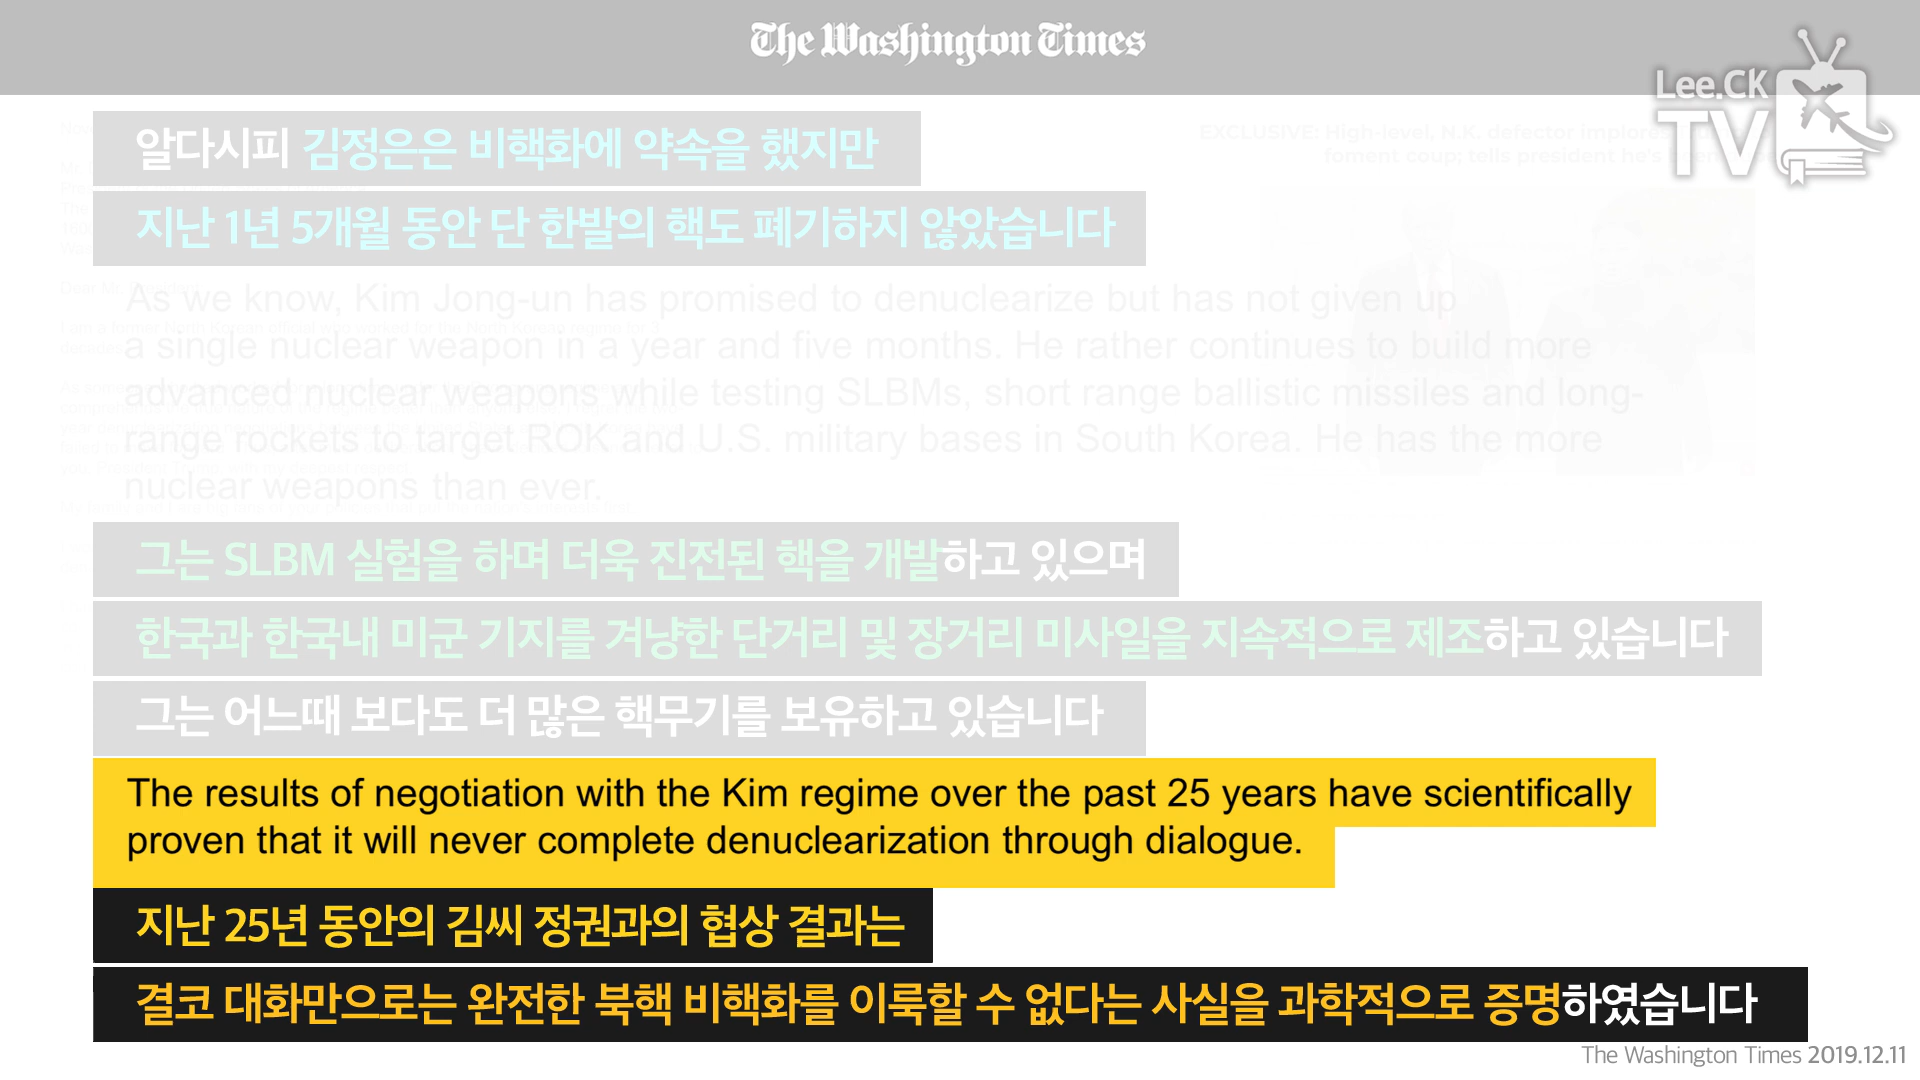 The Washington Times
Lee.CK
TV
EXCLUSIVE: High-level, N.K. defector implores
foment coup; tells president he's
알다시피 김정은은 비핵화에 약속을 했지만
지난 1년 5개월 동안 단 한발의 핵도 폐기하지 않았습니다
As we know, Kim Jong-un has promised to denuclearize but has not given up
a single nuclear weapon in a year and five months. He rather continues to build more
advanced nuclear weapons while testing SLBMs, short range ballistic missiles and long-
range rockets to target ROK and U.S. military bases in South Korea. He has the more
nuclear weapons than ever.
그는 SLBM 실험을 하며 더욱 진전된 핵을 개발하고 있으며
한국과 한국내 미군 기지를 겨냥한 단거리 및 장거리 미사일을 지속적으로 제조하고 있습니다
그는 어느때 보다도 더 많은 핵무기를 보유하고 있습니다
The results of negotiation with the Kim regime over the past 25 years have scientifically
proven that it will never complete denuclearization through dialogue.
지난 25년 동안의 김씨 정권과의 협상 결과는
결코 대화만으로는 완전한 북핵 비핵화를 이룩할 수 없다는 사실을 과학적으로 증명하였습니다
The Washington Times 2019.12.11